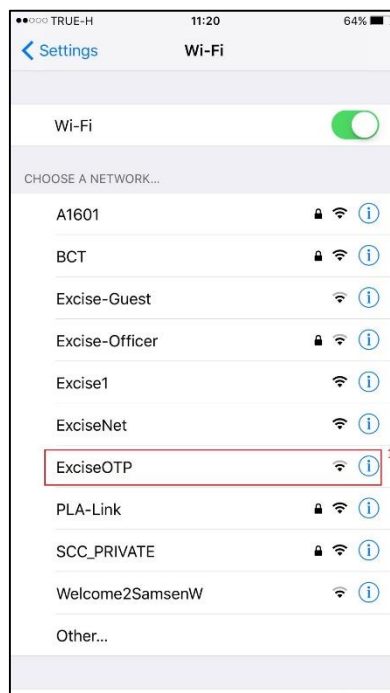 TRUE-H 11:20 64%
Settings Wi-Fi
Wi-Fi
CHOOSE A NETWORK...
A1601
BCT
Excise-Guest
Excise-Officer
Excise1
ExciseNet
ExciseOTP
PLA-Link
SCC_PRIVATE
Welcome2SamsenW
Other...